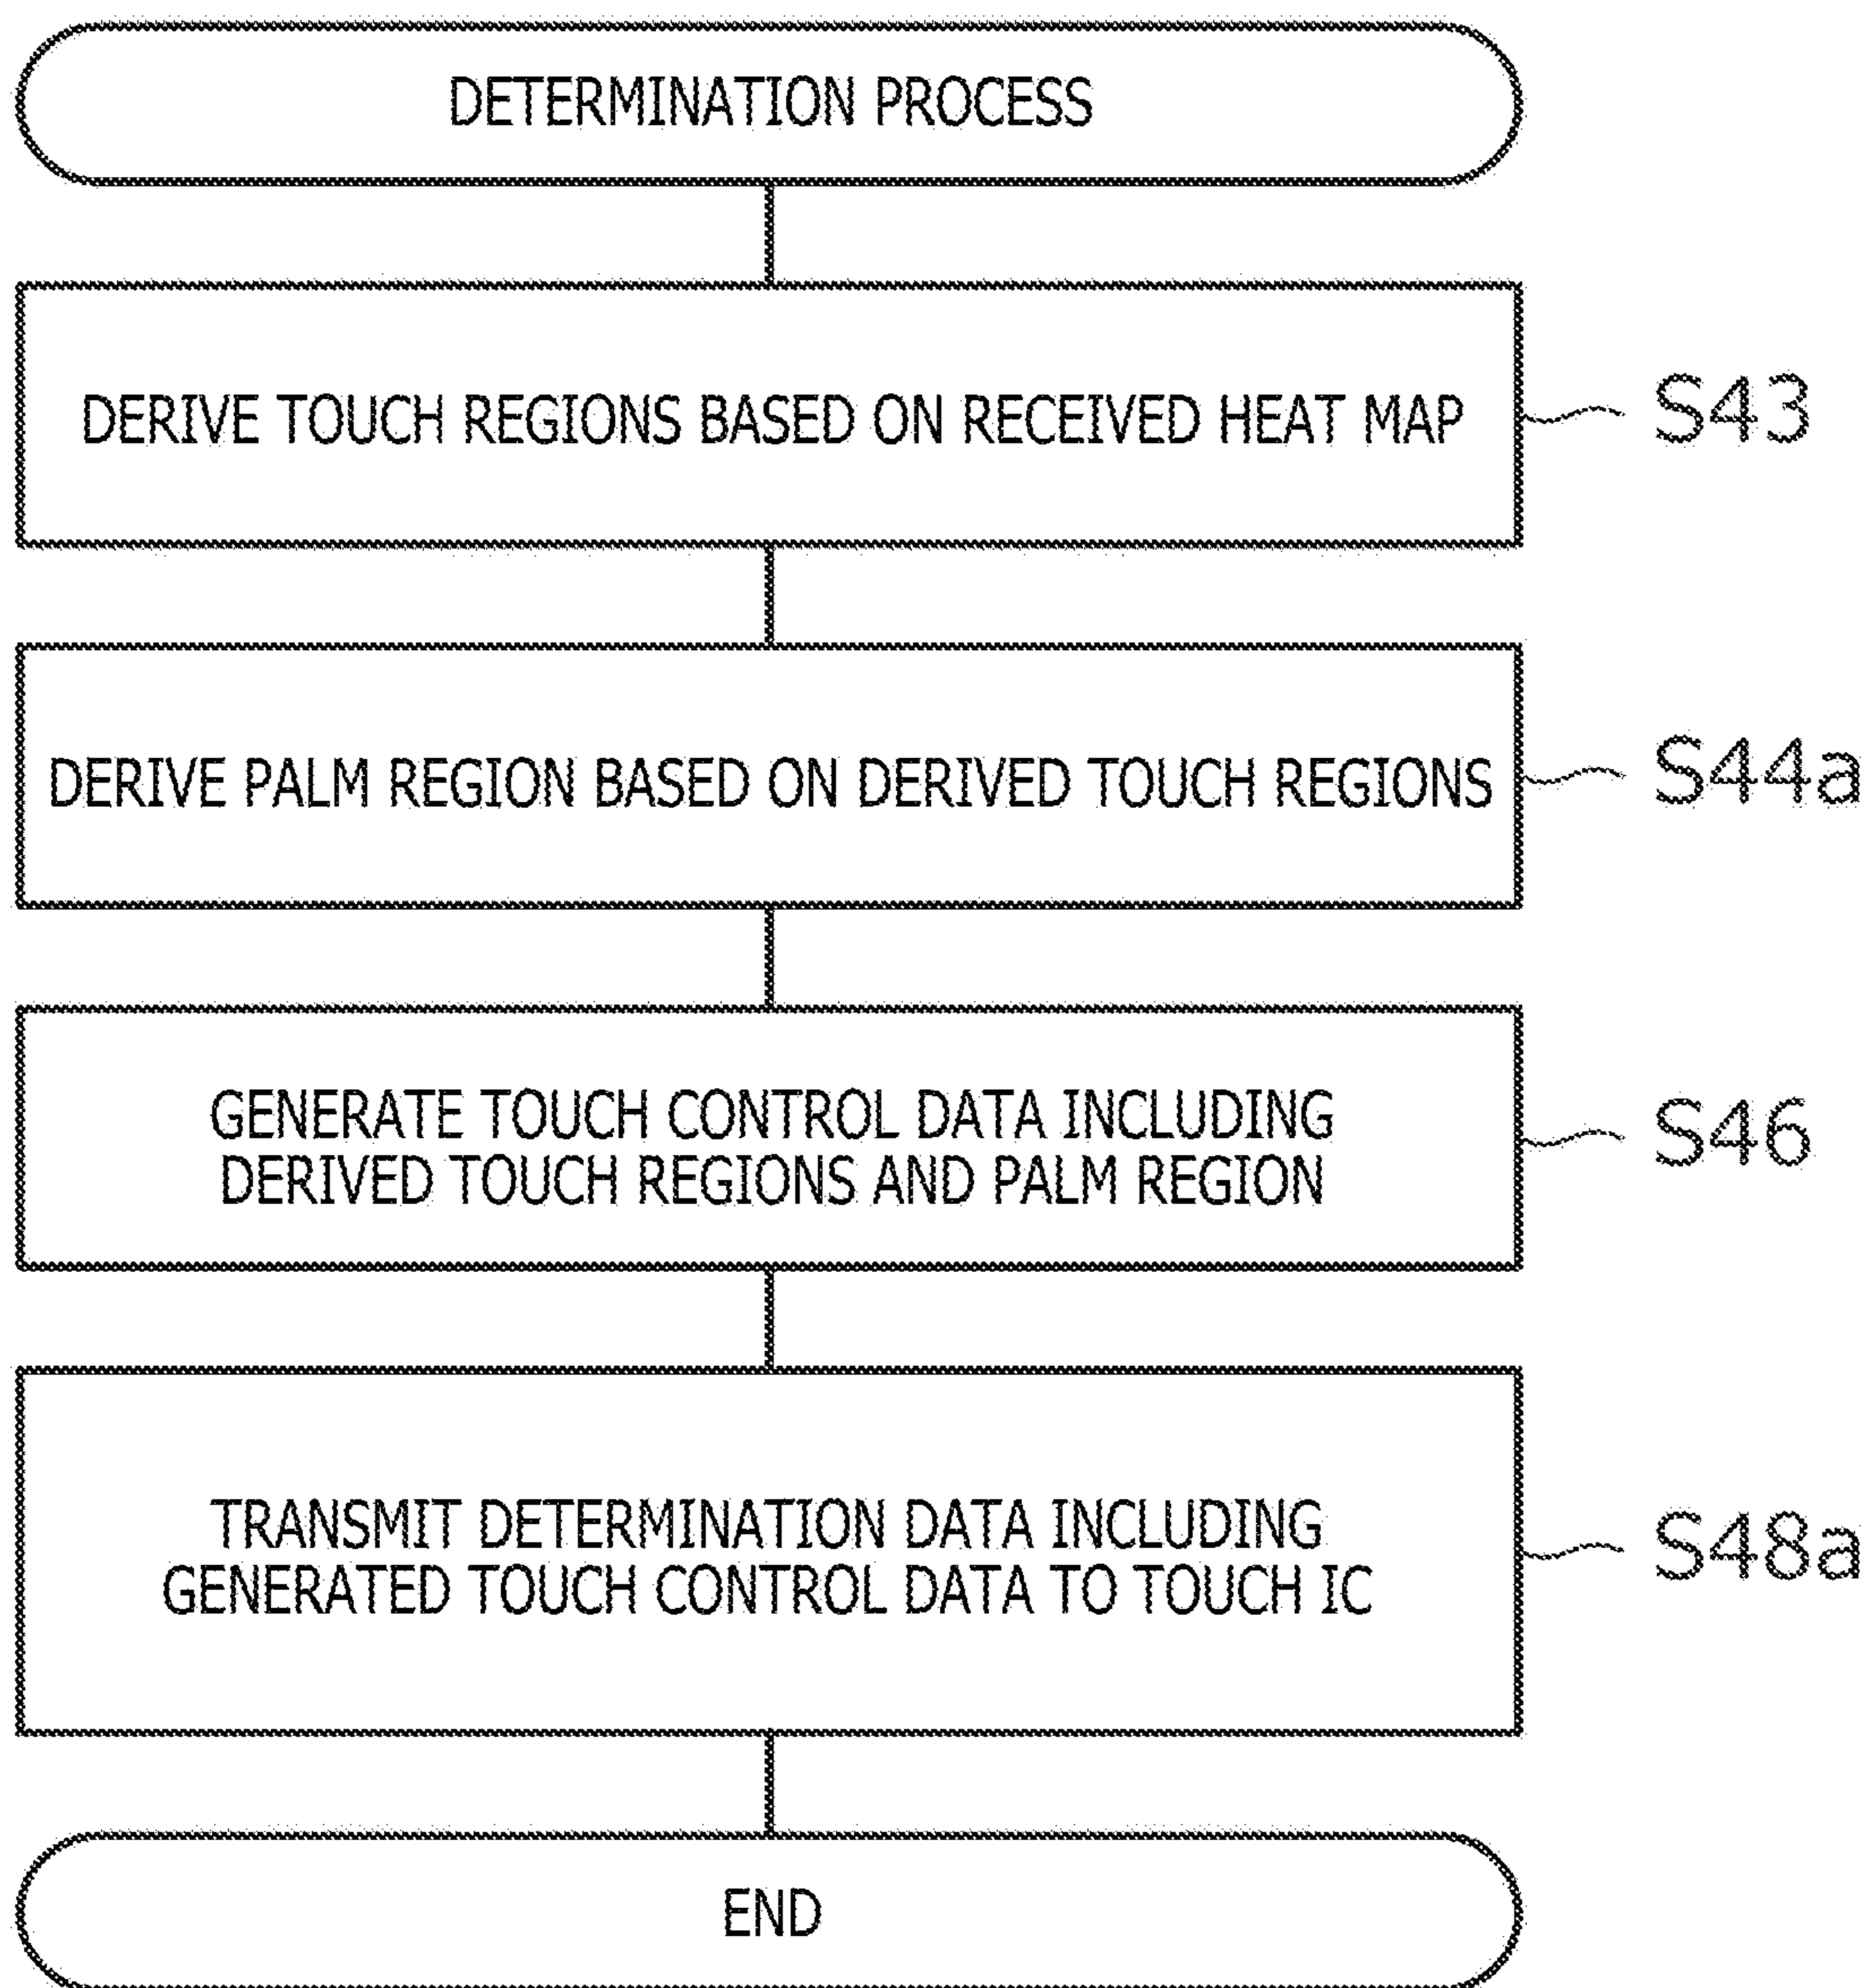 DETERMINATION PROCESS
DERIVE TOUCH REGIONS BASED ON RECEIVED HEAT MAP
S43
DERIVE PALM REGION BASED ON DERIVED TOUCH REGIONS
S44a
GENERATE TOUCH CONTROL DATA INCLUDING
DERIVED TOUCH REGIONS AND PALM REGION
S46
TRANSMIT DETERMINATION DATA INCLUDING
GENERATED TOUCH CONTROL DATA TO TOUCH IC
S48a
END